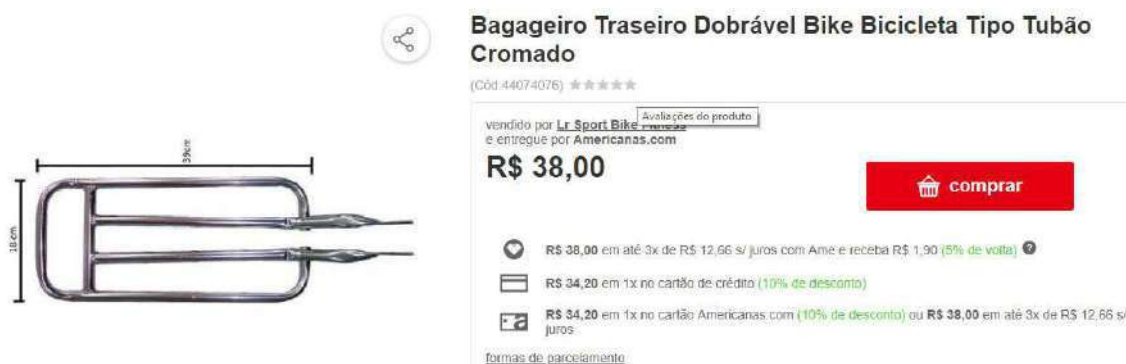 Bagageiro Traseiro Dobrável Bike Bicicleta Tipo Tubão
Cromado
(Cód.44074076)
Avaliações do produto
vendido por Lr Sport Bike Fitness
e entregue por Americanas.com
R$ 38,00
comprar
39cm
18 cm
R$ 38,00 em até 3x de R$ 12,66 s/ juros com Ame e receba R$ 1,90 (5% de volta) ?
R$ 34,20 em 1x no cartão de crédito (10% de desconto)
R$ 34,20 em 1x no cartão Americanas.com (10% de desconto) ou R$ 38,00 em até 3x de R$ 12,66 s/
juros
formas de parcelamento